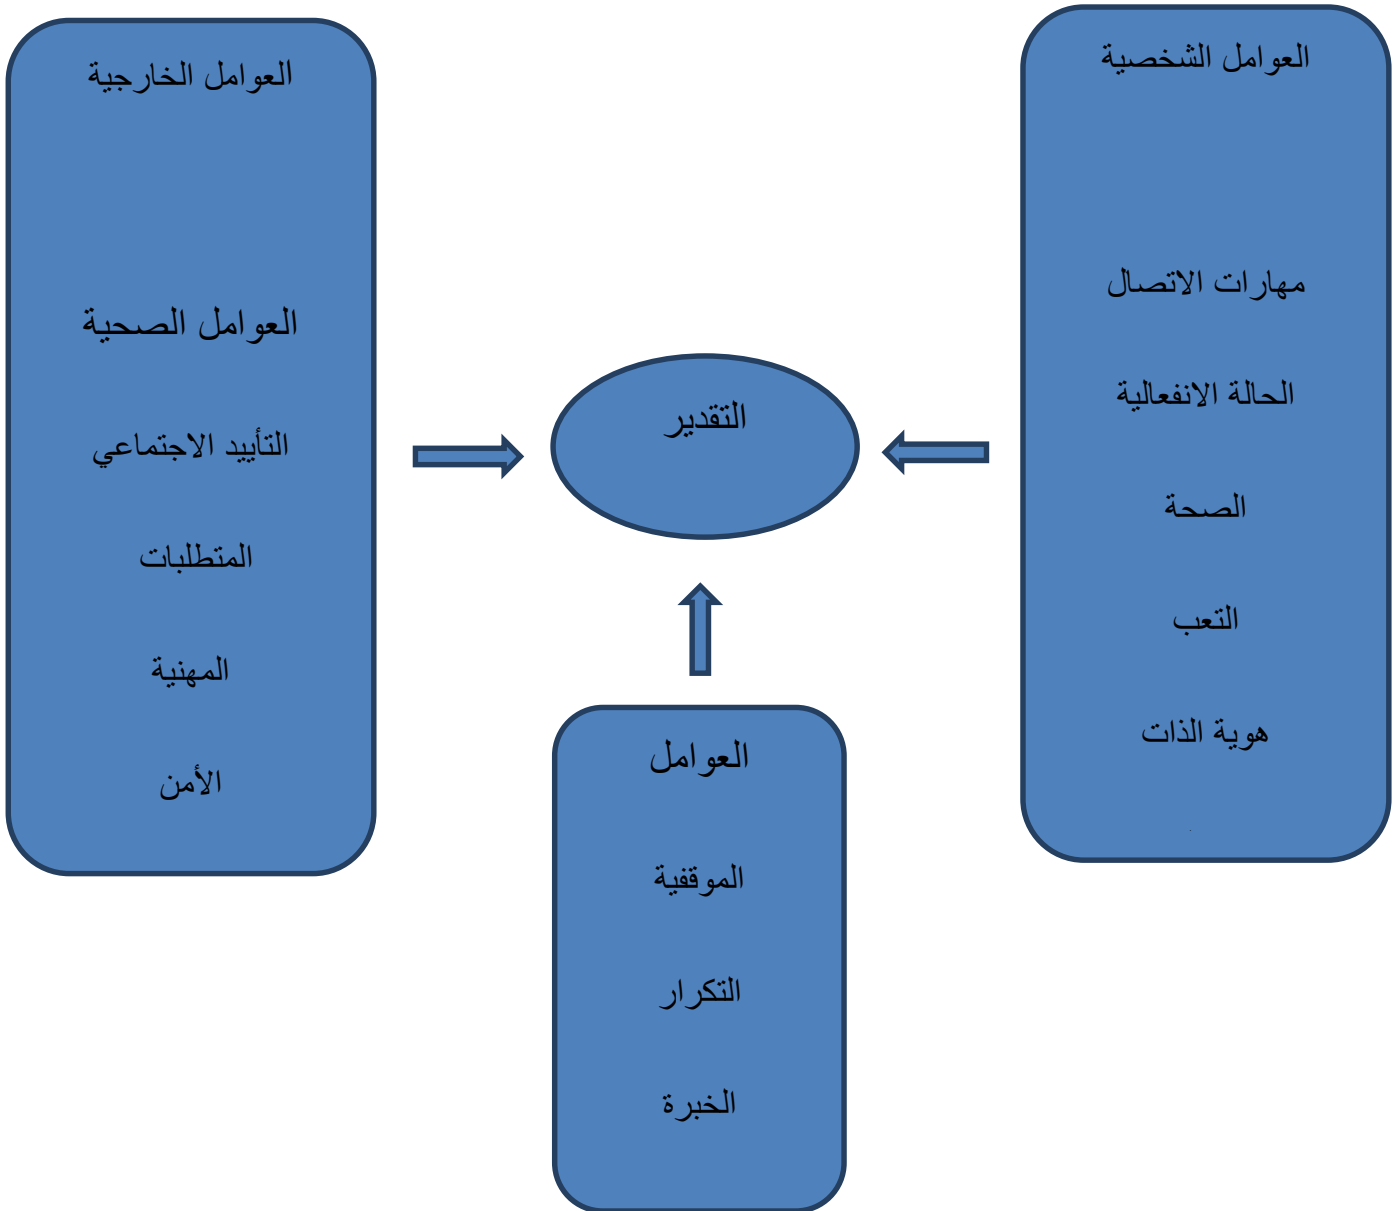 العوامل الشخصية
مهارات الاتصال
الحالة الانفعالية
الصحة
التعب
هوية الذات
التقدير
العوامل الخارجية
العوامل الصحية
التأييد الاجتماعي
المتطلبات
المهنية
الأمن
العوامل
الموقفية
التكرار
الخبرة